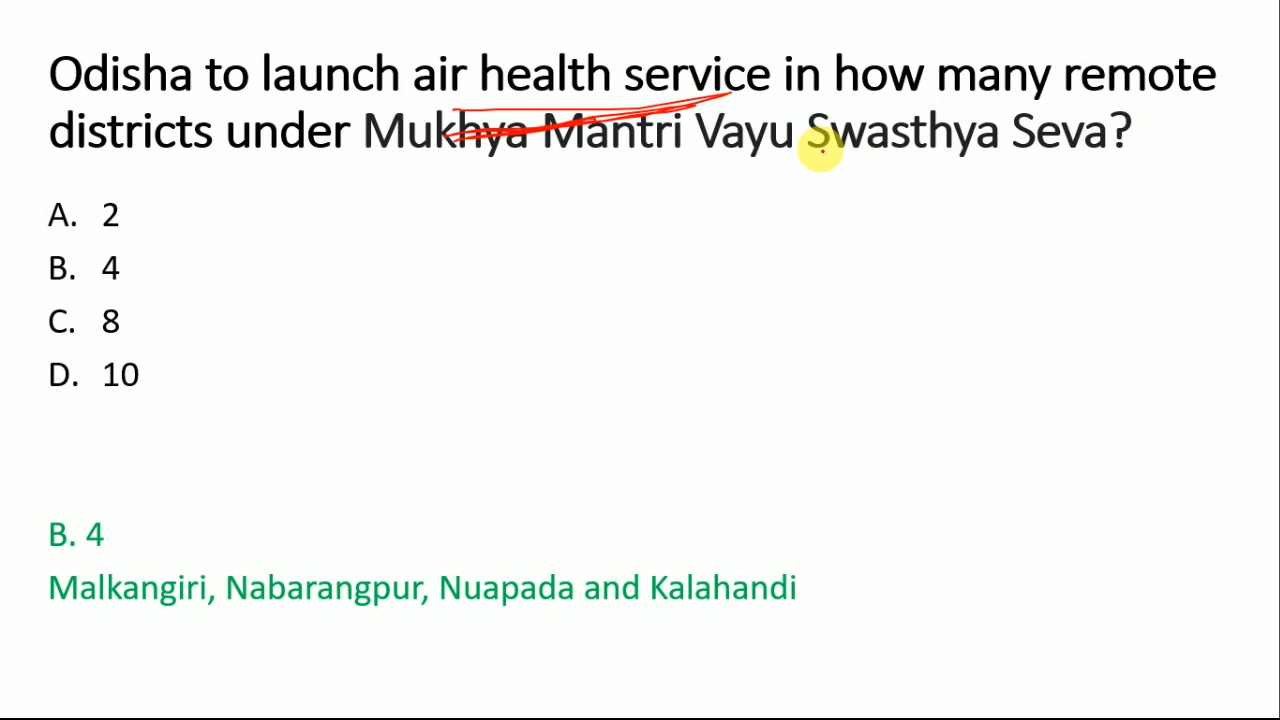 Odisha to launch air health service in how many remote
districts under Mukhya Mantri Vayu Swasthya Seva?
A. 2
B. 4
C. 8
D. 10
B. 4
Malkangiri, Nabarangpur, Nuapada and Kalahandi